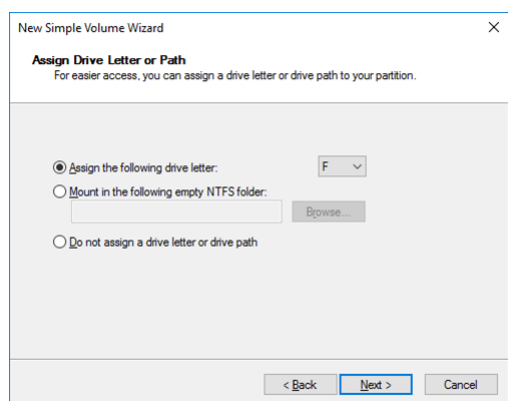 New Simple Volume Wizard
Assign Drive Letter or Path
For easier access, you can assign a drive letter or drive path to your partition.
Assign the following drive letter: F
Mount in the following empty NTFS folder:
Browse...
Do not assign a drive letter or drive path
< Back Next > Cancel